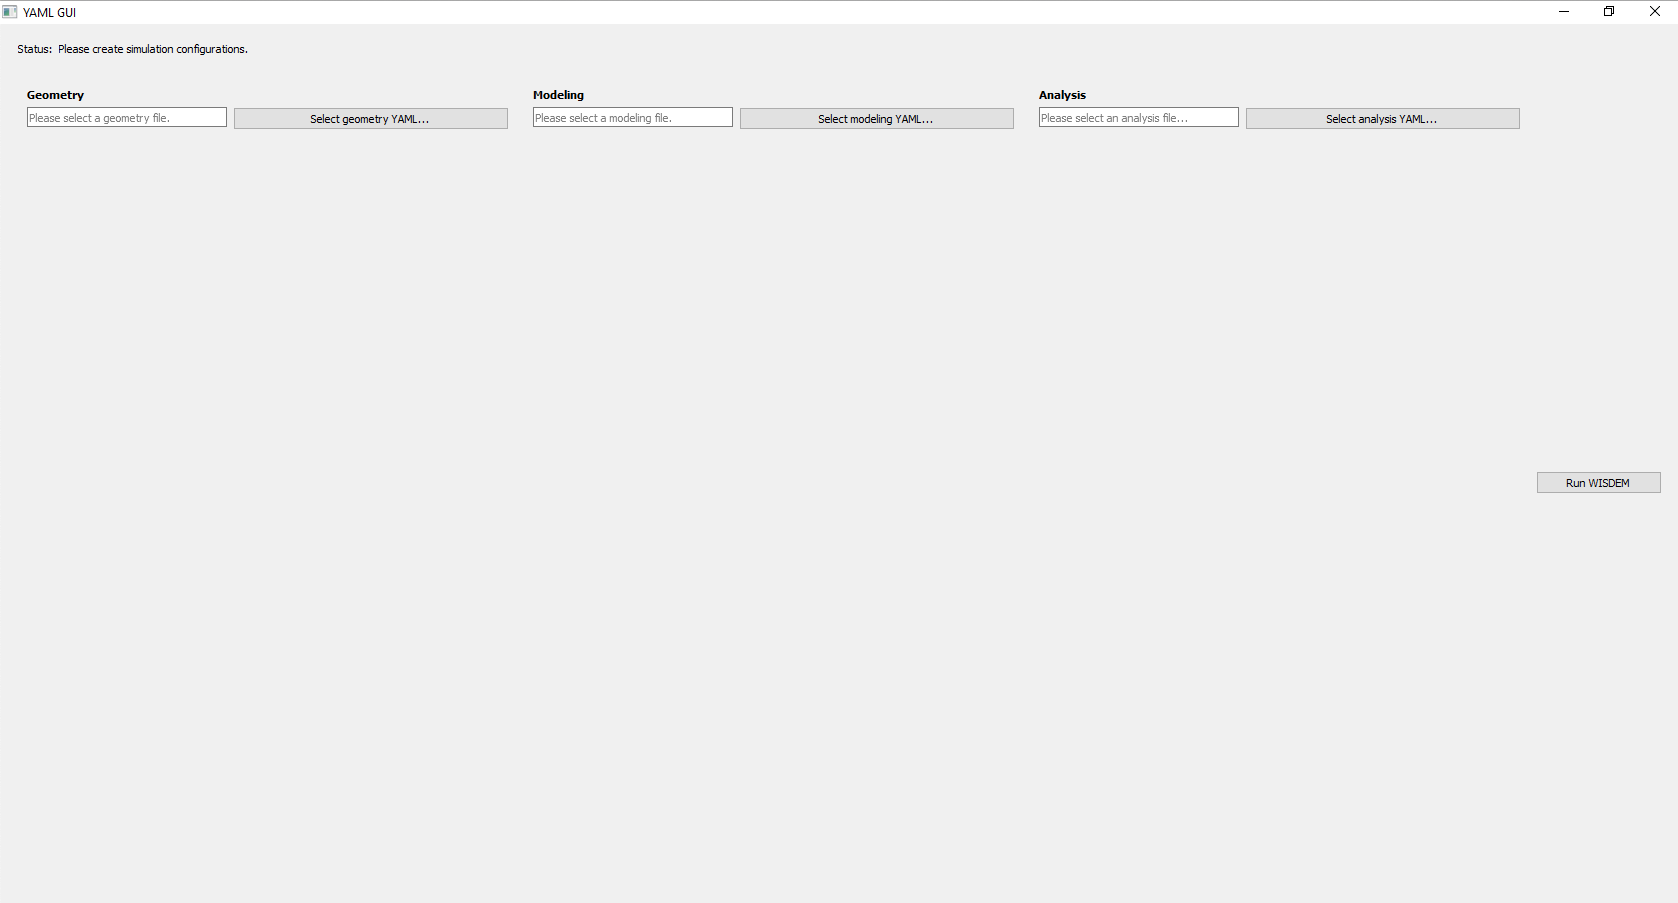 YAML GUI
Status: Please create simulation configurations.
Geometry
Please select a geometry file.
Select geometry YAML...
Modeling
Please select a modeling file.
Select modeling YAML...
Analysis
Please select an analysis file...
Select analysis YAML...
Run WISDEM